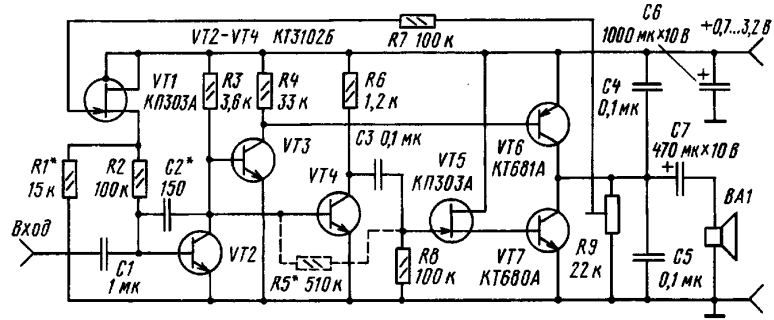 VT2-VT4 КТ3102Б
R7 100 к
C6
1000 мк×10 В
+0,7...3,2 В
VT1
КП303А
R3
3,6 к
R4
33 к
R6
1,2 к
C4
0,1 мк
C3 0,1 мк
VT6
КТ681А
C7
470 мк×10 В
R1*
15 к
R2
100 к
C2*
150
VT3
VT4
VT5
КП303А
BA1
Вход
VT2
C1
1 мк
R5* 510 к
R8
100 к
VT7
КТ680А
R9
22 к
C5
0,1 мк